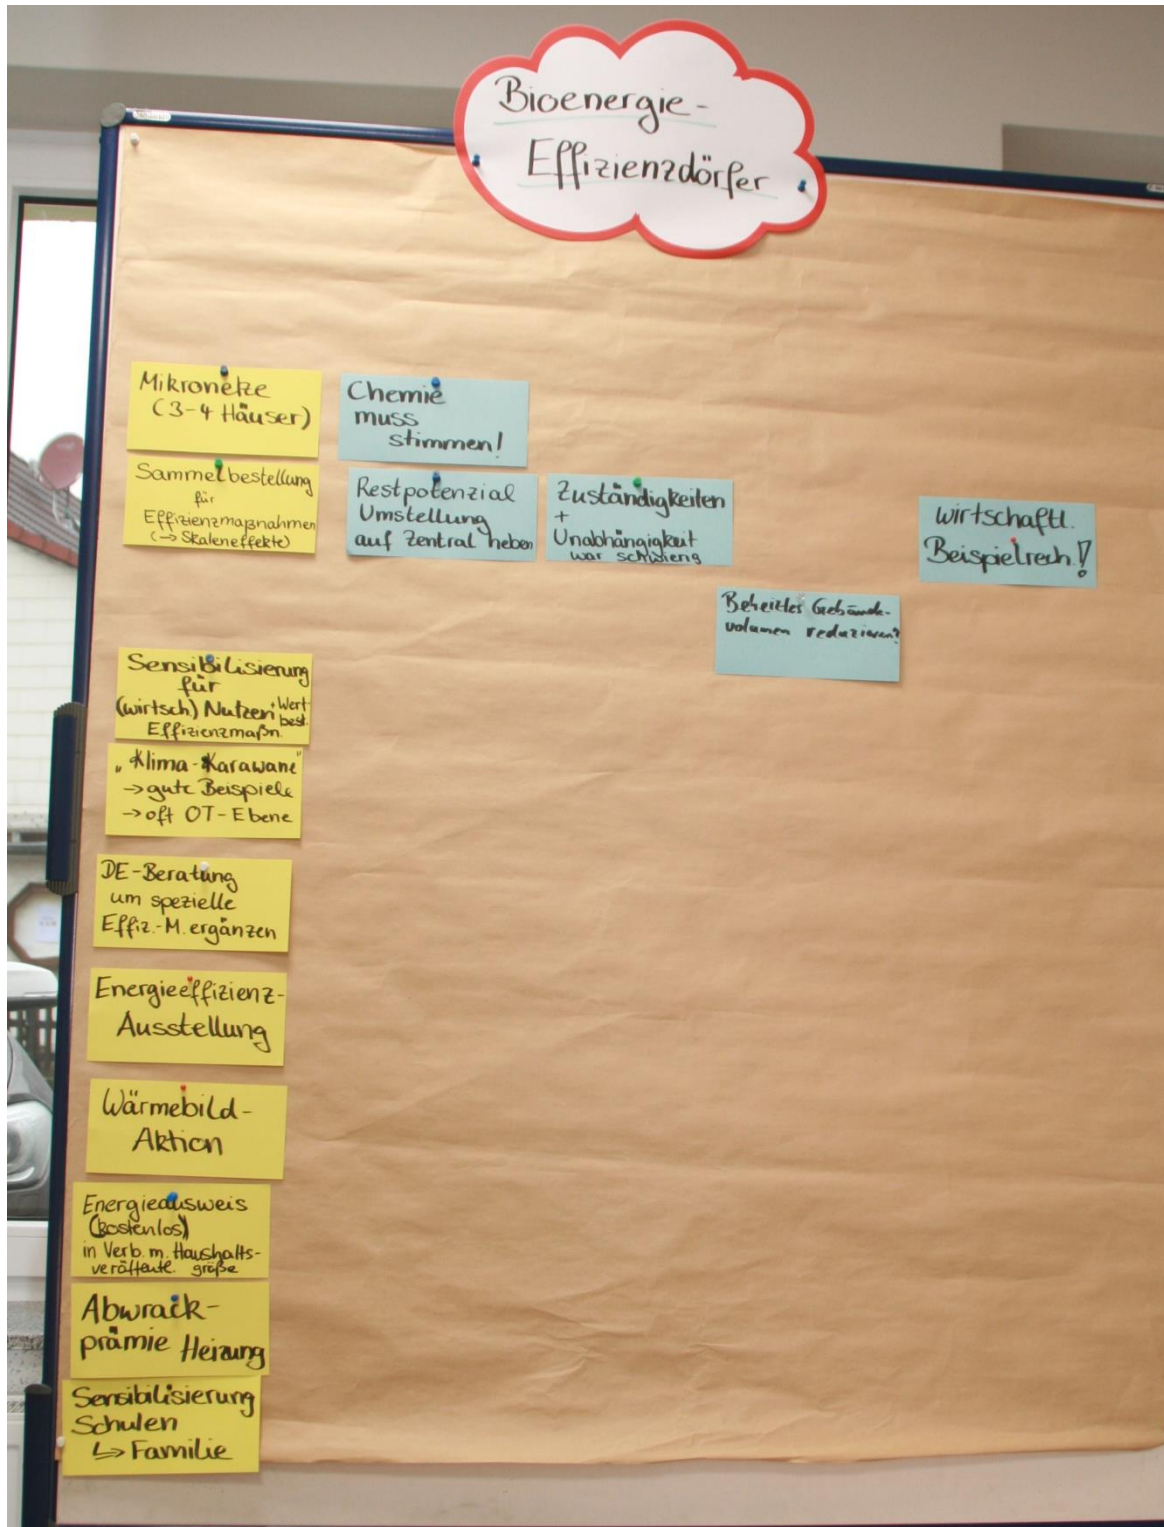 Bioenergie-
Effizienzdörfer
Mikronetze
(3-4 Häuser)
Chemie
muss
stimmen!
Sammelbestellung
für
Effizienzmaßnahmen
(→ Skaleneffekte)
Restpotenzial
Umstellung
auf zentral heben
Zuständigkeiten
+
Unabhängigkeit
war schwierig
wirtschaftl.
Beispielrech.!
Beheiztes Gebäude-
volumen reduzieren?
Sensibilisierung
für
(wirtsch.) Nutzen + Wert
best.
Effizienzmaßn.
„Klima-Karawane"
→ gute Beispiele
→ oft OT-Ebene
DE-Beratung
um spezielle
Effiz.-M. ergänzen
Energieeffizienz-
Ausstellung
Wärmebild-
Aktion
Energieausweis
(kostenlos)
in Verb. m. Haushalts-
größe
Abwrack-
prämie Heizung
Sensibilisierung
Schulen
↳ Familie